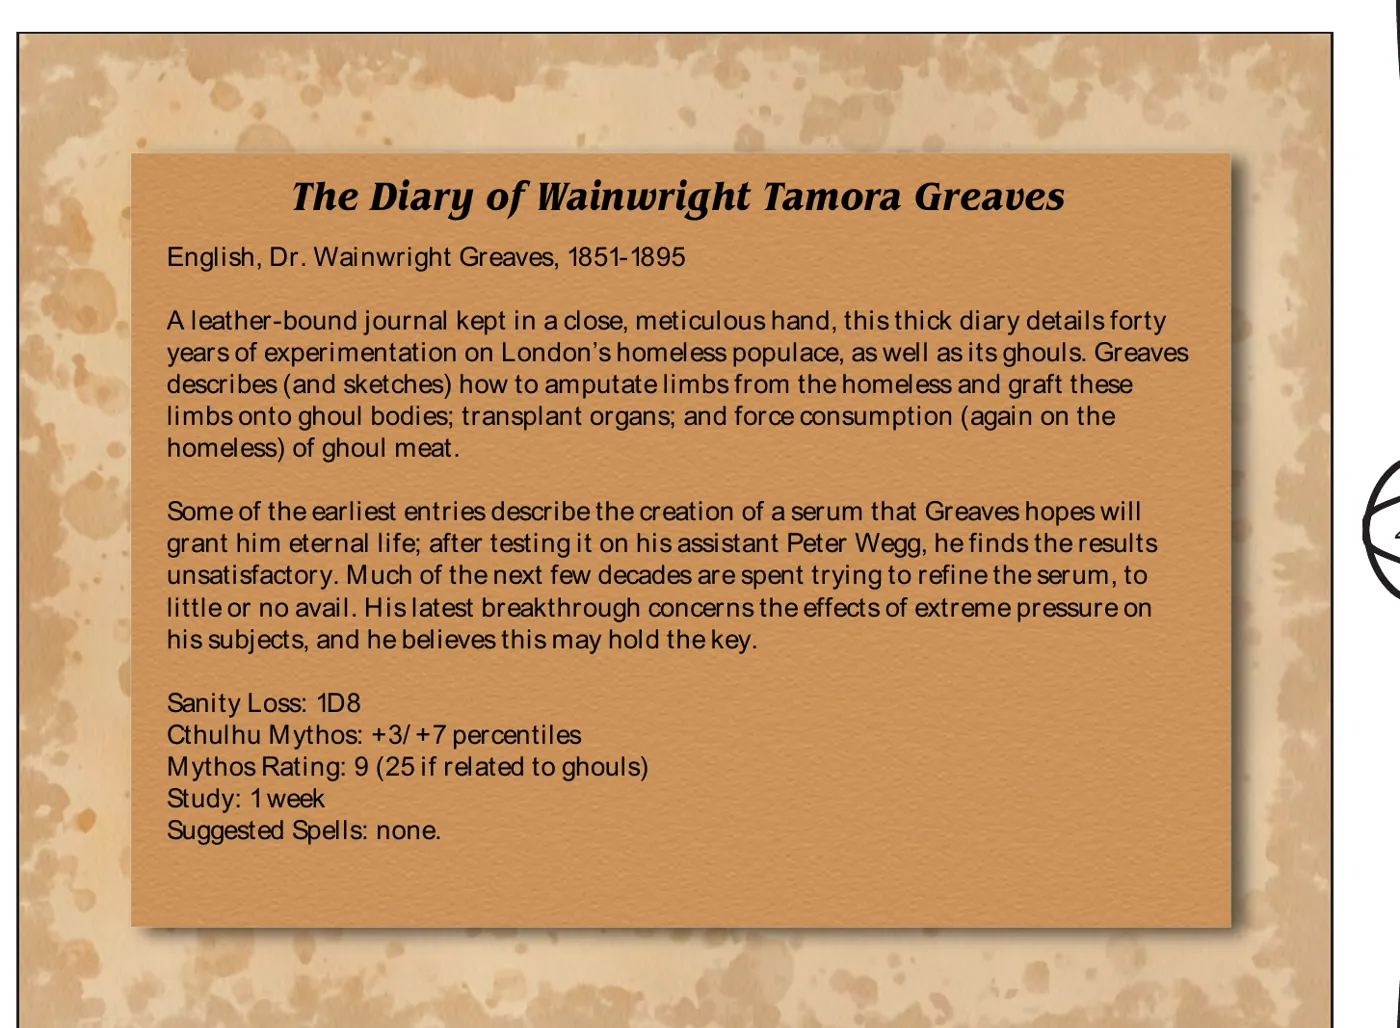 The Diary of Wainwright Tamora Greaves
English, Dr. Wainwright Greaves, 1851-1895
A leather-bound journal kept in a close, meticulous hand, this thick diary details forty
years of experimentation on London’s homeless populace, as well as its ghouls. Greaves
describes (and sketches) how to amputate limbs from the homeless and graft these
limbs onto ghoul bodies; transplant organs; and force consumption (again on the
homeless) of ghoul meat.
Some of the earliest entries describe the creation of a serum that Greaves hopes will
grant him eternal life; after testing it on his assistant Peter Wegg, he finds the results
unsatisfactory. Much of the next few decades are spent trying to refine the serum, to
little or no avail. His latest breakthrough concerns the effects of extreme pressure on
his subjects, and he believes this may hold the key.
Sanity Loss: 1D8
Cthulhu Mythos: +3/ +7 percentiles
Mythos Rating: 9 (25 if related to ghouls)
Study: 1 week
Suggested Spells: none.